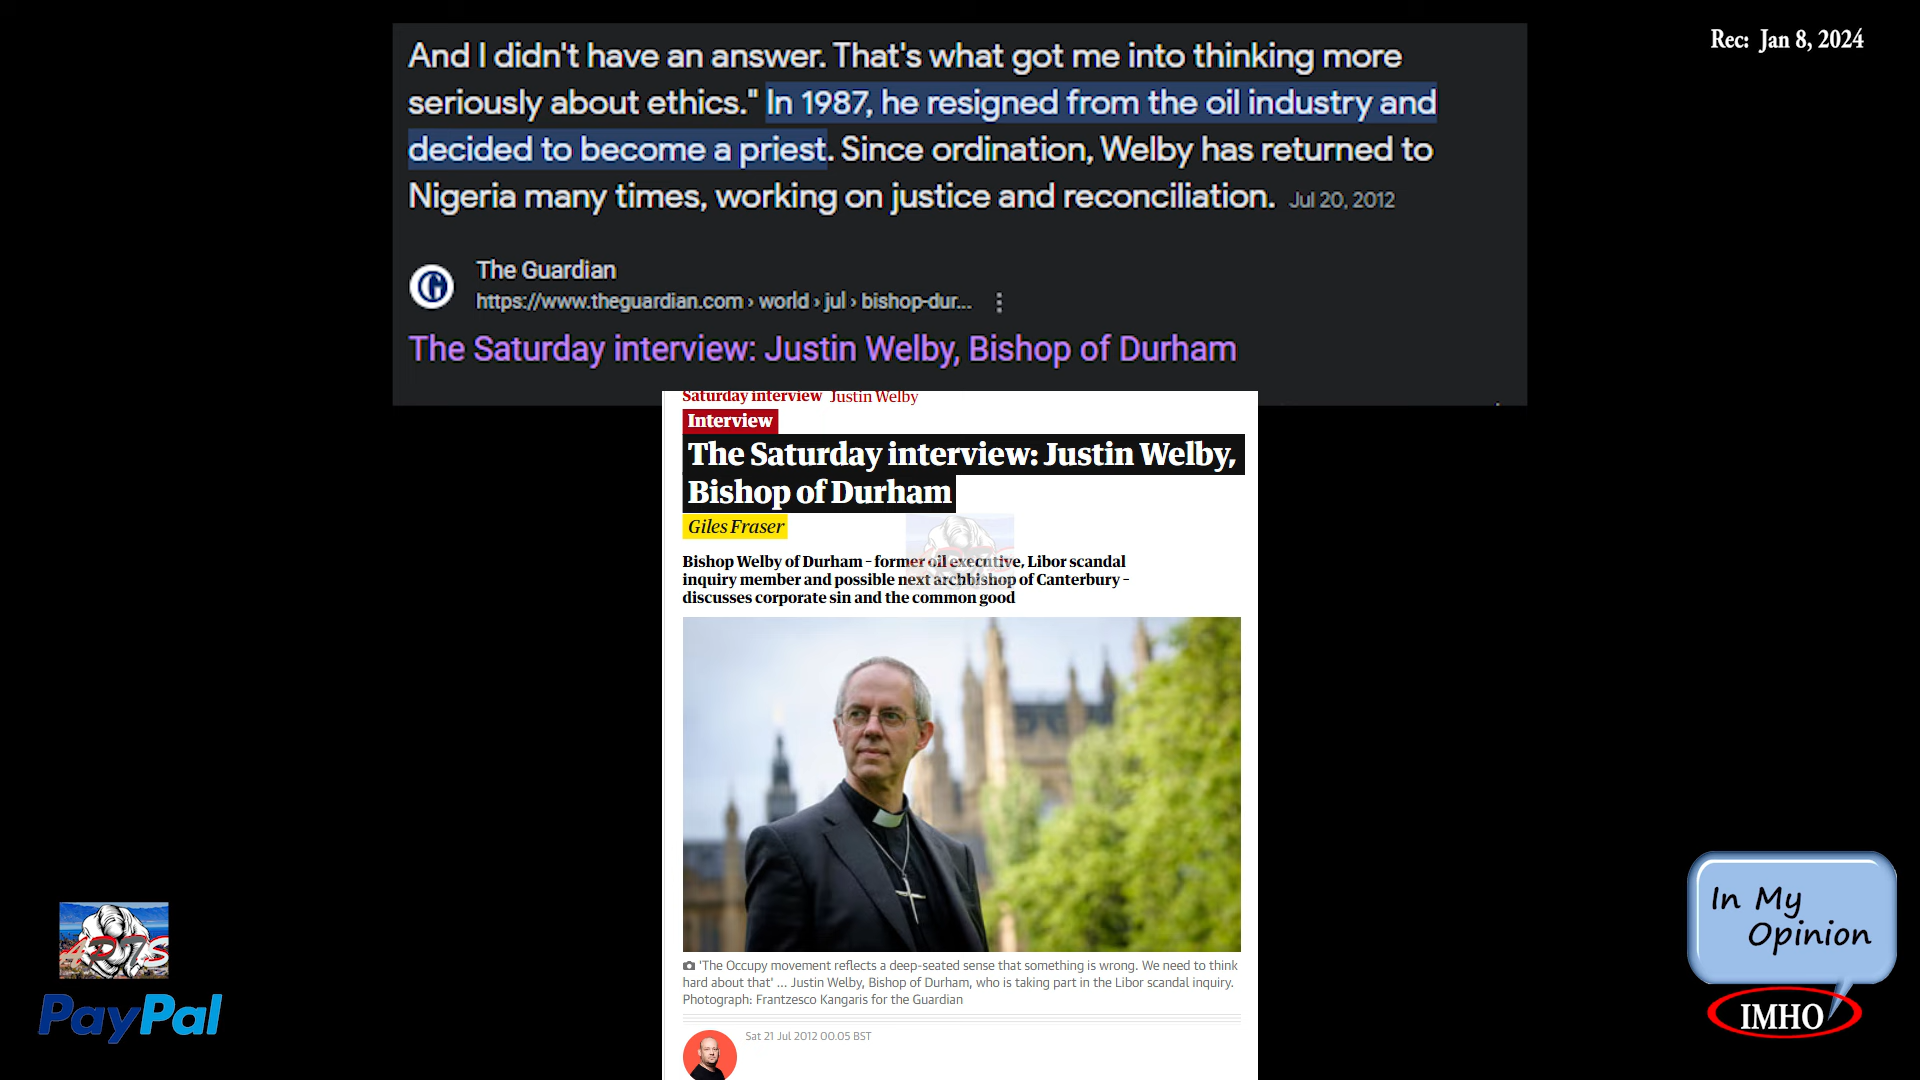 And I didn't have an answer. That's what got me into thinking more
seriously about ethics." In 1987, he resigned from the oil industry and
decided to become a priest. Since ordination, Welby has returned to
Nigeria many times, working on justice and reconciliation. Jul 20, 2012
The Guardian
https://www.theguardian.com › world › jul › bishop-dur...
The Saturday interview: Justin Welby, Bishop of Durham
Rec: Jan 8, 2024
Saturday interview Justin Welby
Interview
The Saturday interview: Justin Welby,
Bishop of Durham
Giles Fraser
Bishop Welby of Durham – former oil executive, Libor scandal
inquiry member and possible next archbishop of Canterbury –
discusses corporate sin and the common good
'The Occupy movement reflects a deep-seated sense that something is wrong. We need to think
hard about that' ... Justin Welby, Bishop of Durham, who is taking part in the Libor scandal inquiry.
Photograph: Frantzesco Kangaris for the Guardian
Sat 21 Jul 2012 00.05 BST
PayPal
In My
Opinion
IMHO